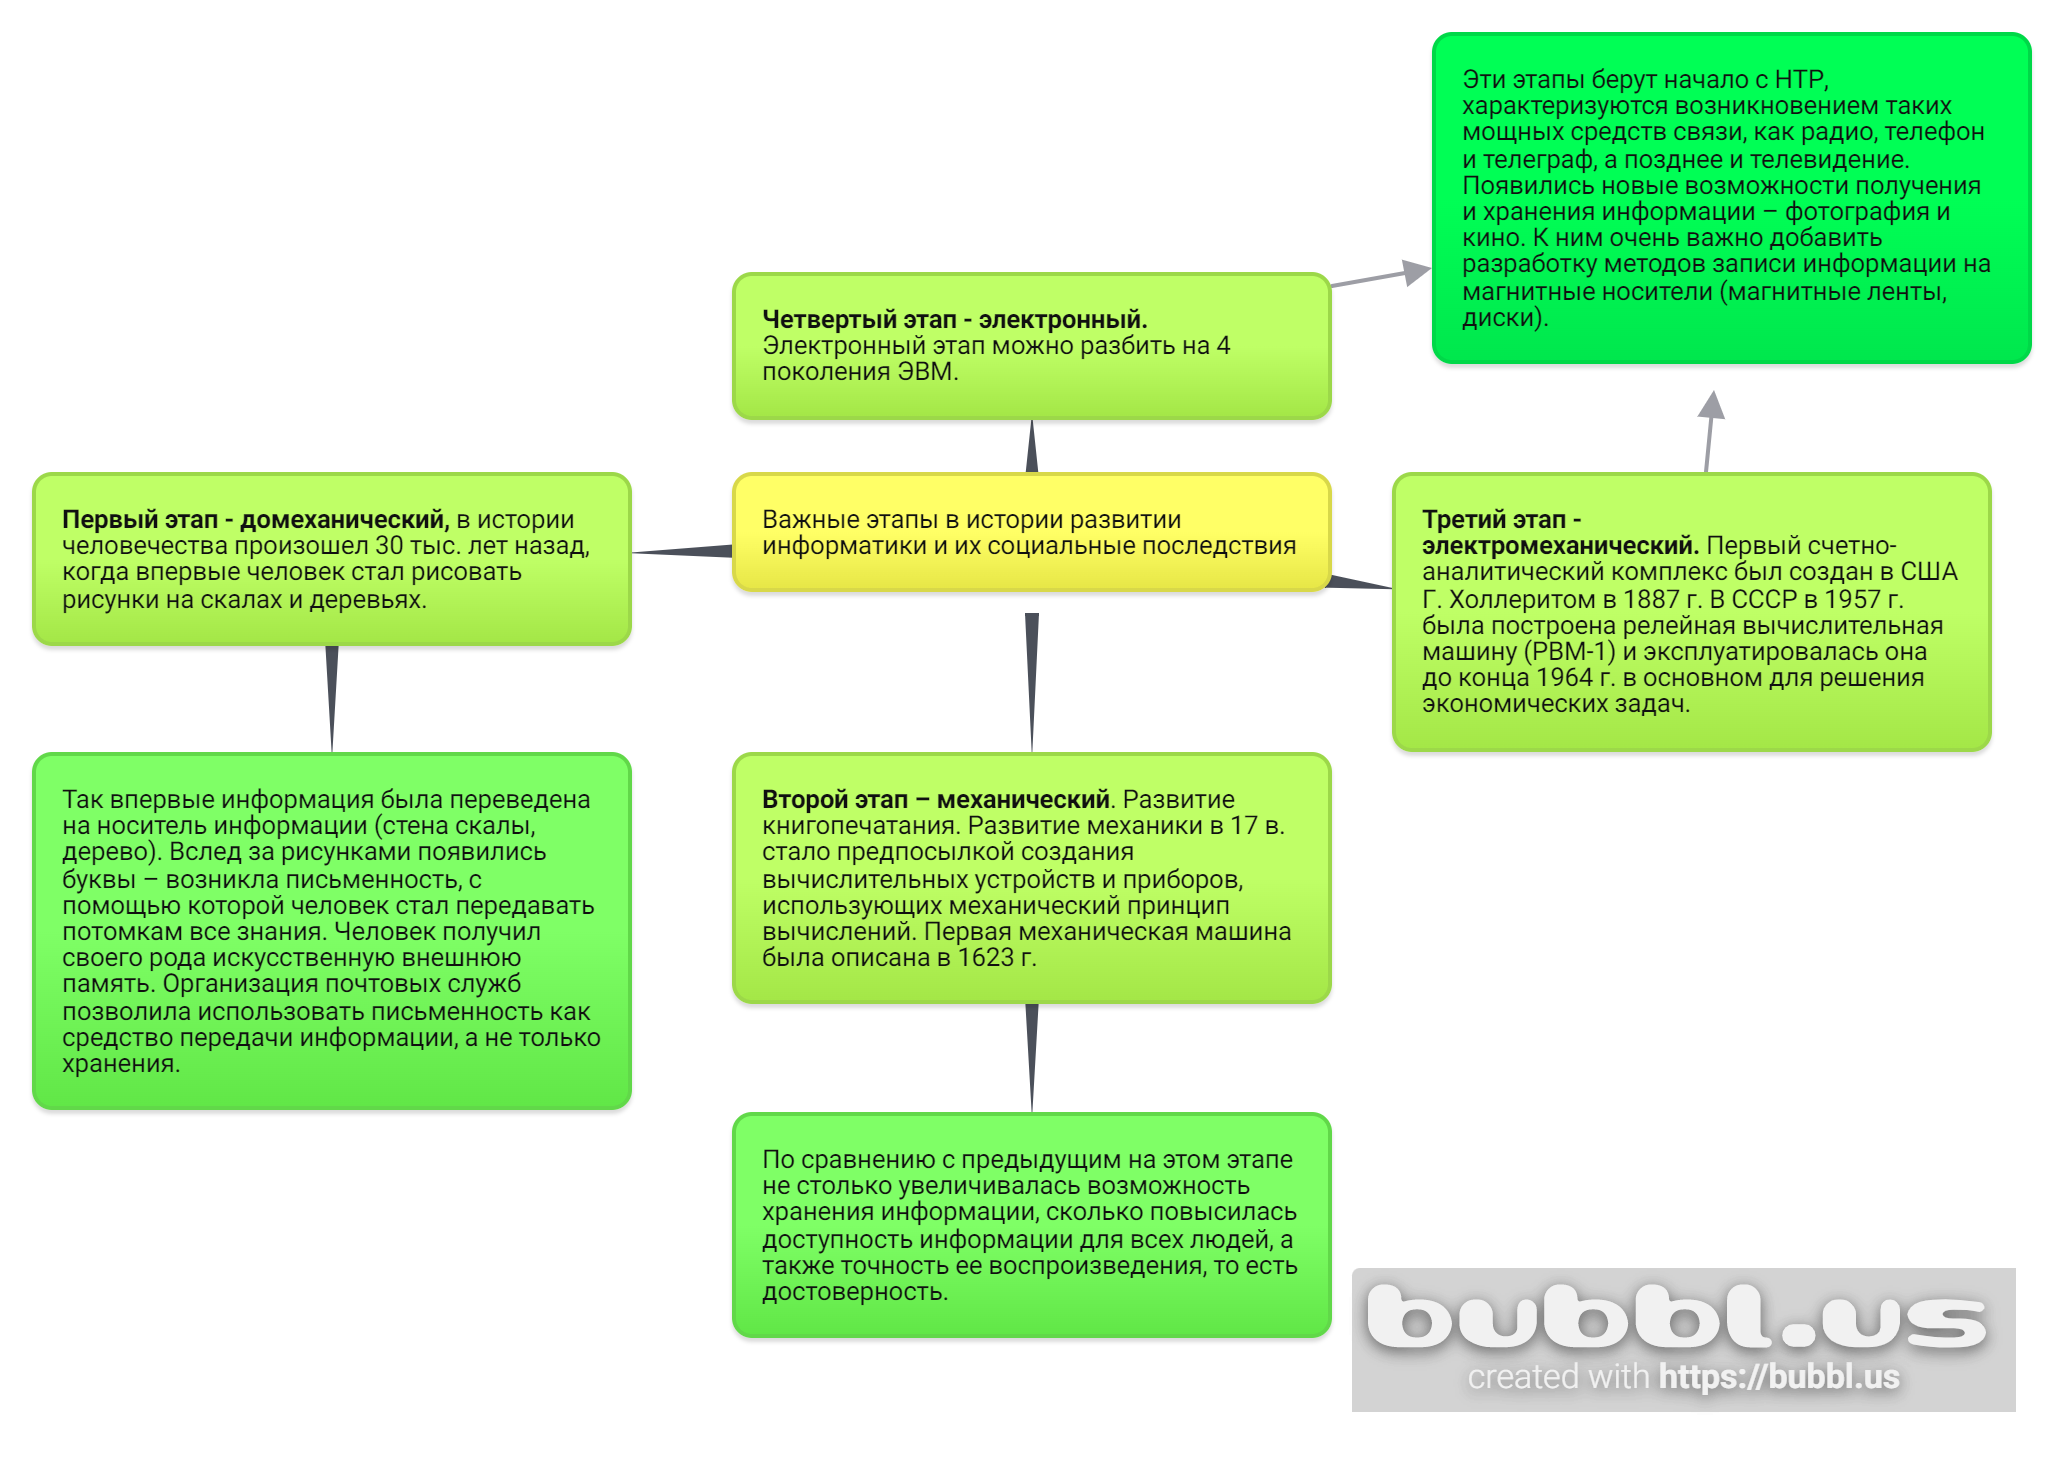 Эти этапы берут начало с НТР,
характеризуются возникновением таких
мощных средств связи, как радио, телефон
и телеграф, а позднее и телевидение.
Появились новые возможности получения
и хранения информации – фотография и
кино. К ним очень важно добавить
разработку методов записи информации на
магнитные носители (магнитные ленты,
диски).
Четвертый этап - электронный.
Электронный этап можно разбить на 4
поколения ЭВМ.
Первый этап - домеханический, в истории
человечества произошел 30 тыс. лет назад,
когда впервые человек стал рисовать
рисунки на скалах и деревьях.
Важные этапы в истории развитии
информатики и их социальные последствия
Третий этап -
электромеханический. Первый счетно-
аналитический комплекс был создан в США
Г. Холлеритом в 1887 г. В СССР в 1957 г.
была построена релейная вычислительная
машину (РВМ-1) и эксплуатировалась она
до конца 1964 г. в основном для решения
экономических задач.
Так впервые информация была переведена
на носитель информации (стена скалы,
дерево). Вслед за рисунками появились
буквы – возникла письменность, с
помощью которой человек стал передавать
потомкам все знания. Человек получил
своего рода искусственную внешнюю
память. Организация почтовых служб
позволила использовать письменность как
средство передачи информации, а не только
хранения.
Второй этап – механический. Развитие
книгопечатания. Развитие механики в 17 в.
стало предпосылкой создания
вычислительных устройств и приборов,
использующих механический принцип
вычислений. Первая механическая машина
была описана в 1623 г.
По сравнению с предыдущим на этом этапе
не столько увеличивалась возможность
хранения информации, сколько повысилась
доступность информации для всех людей, а
также точность ее воспроизведения, то есть
достоверность.
bubbl.us
created with https://bubbl.us